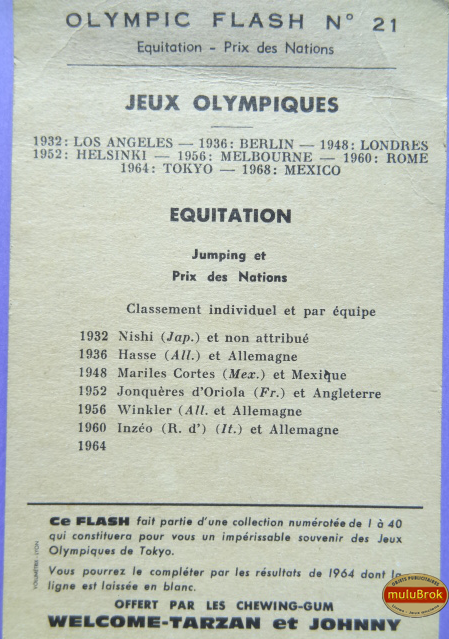 OLYMPIC FLASH N° 21
Equitation - Prix des Nations
JEUX OLYMPIQUES
1932: LOS ANGELES — 1936: BERLIN — 1948: LONDRES
1952: HELSINKI — 1956: MELBOURNE — 1960: ROME
1964: TOKYO — 1968: MEXICO
EQUITATION
Jumping et
Prix des Nations
Classement individuel et par équipe
1932 Nishi (Jap.) et non attribué
1936 Hasse (All.) et Allemagne
1948 Mariles Cortes (Mex.) et Mexique
1952 Jonquères d'Oriola (Fr.) et Angleterre
1956 Winkler (All. et Allemagne
1960 Inzéo (R. d') (It.) et Allemagne
1964
Ce FLASH fait partie d'une collection numérotée de 1 à 40
qui constituera pour vous un impérissable souvenir des Jeux
Olympiques de Tokyo.
Vous pourrez le compléter par les résultats de 1964 dont la
ligne est laissée en blanc.
OFFERT PAR LES CHEWING-GUM
WELCOME-TARZAN et JOHNNY
OBJETS PUBLICITAIRES
muluBrok